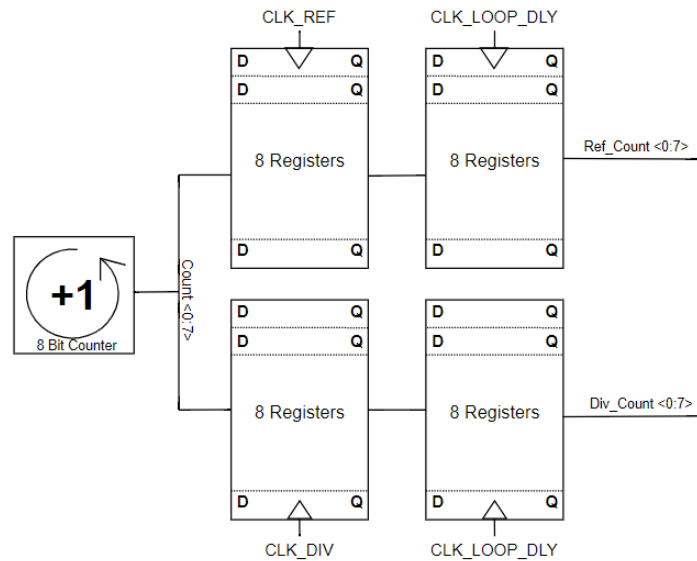 CLK_REF
CLK_LOOP_DLY
D Q
D Q
D Q
D Q
8 Registers
8 Registers
Ref_Count <0:7>
D Q
D Q
+1
8 Bit Counter
Count <0:7>
D Q
D Q
D Q
D Q
8 Registers
8 Registers
Div_Count <0:7>
D Q
D Q
CLK_DIV
CLK_LOOP_DLY